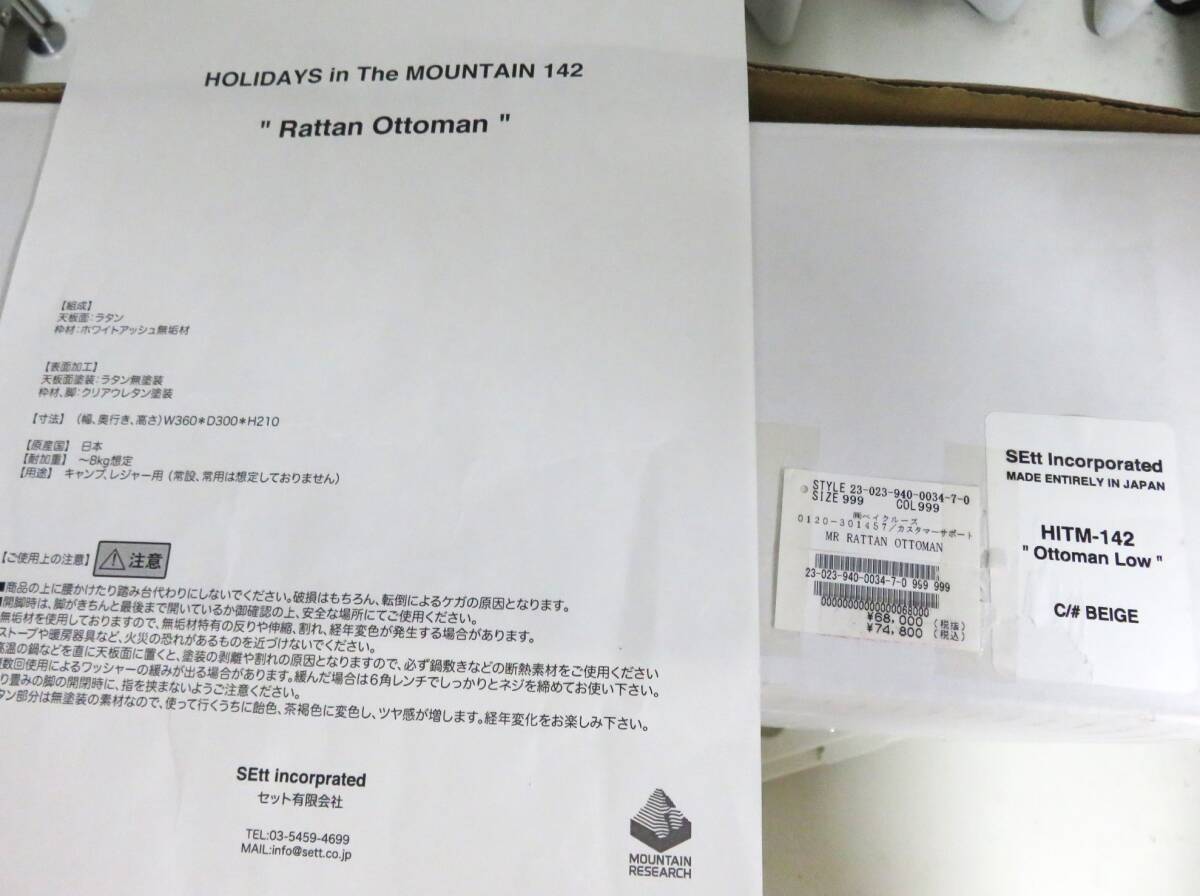 HOLIDAYS in The MOUNTAIN 142
" Rattan Ottoman "
【組成】
天板面:ラタン
枠材:ホワイトアッシュ無垢材
【表面加工】
天板面塗装:ラタン無塗装
枠材、脚:クリアウレタン塗装
【寸法】 (幅、奥行き、高さ)W360*D300*H210
【原産国】 日本
【耐加重】 ～8kg想定
【用途】 キャンプ、レジャー用 (常設、常用は想定しておりません)
【ご使用上の注意】 注意
■商品の上に腰かけたり踏み台代わりにしないでください。破損はもちろん、転倒によるケガの原因となります。
■開脚時は、脚がきちんと最後まで開いているか御確認の上、安全な場所にてご使用ください。
無垢材を使用しておりますので、無垢材特有の反りや伸縮、割れ、経年変色が発生する場合があります。
ストーブや暖房器具など、火災の恐れがあるものを近づけないでください。
高温の鍋などを直に天板面に置くと、塗装の剥離や割れの原因となりますので、必ず鍋敷きなどの断熱素材をご使用ください
複数回使用によるワッシャーの緩みが出る場合があります。緩んだ場合は6角レンチでしっかりとネジを締めてお使い下さい。
り畳みの脚の開閉時に、指を挟まないようご注意ください。
タン部分は無塗装の素材なので、使って行くうちに飴色、茶褐色に変色し、ツヤ感が増します。経年変化をお楽しみ下さい。
SEtt incorprated
セット有限会社
TEL:03-5459-4699
MAIL:info@sett.co.jp
MOUNTAIN
RESEARCH
STYLE 23-023-940-0034-7-0
SIZE 999 COL999
㈱ベイクルーズ
0120-301457/カスタマーサポート
MR RATTAN OTTOMAN
23-023-940-0034-7-0 999 999
0000000000000000068000
¥68,000 (税抜)
¥74,800 (税込)
SEtt Incorporated
MADE ENTIRELY IN JAPAN
HITM-142
" Ottoman Low "
C/# BEIGE